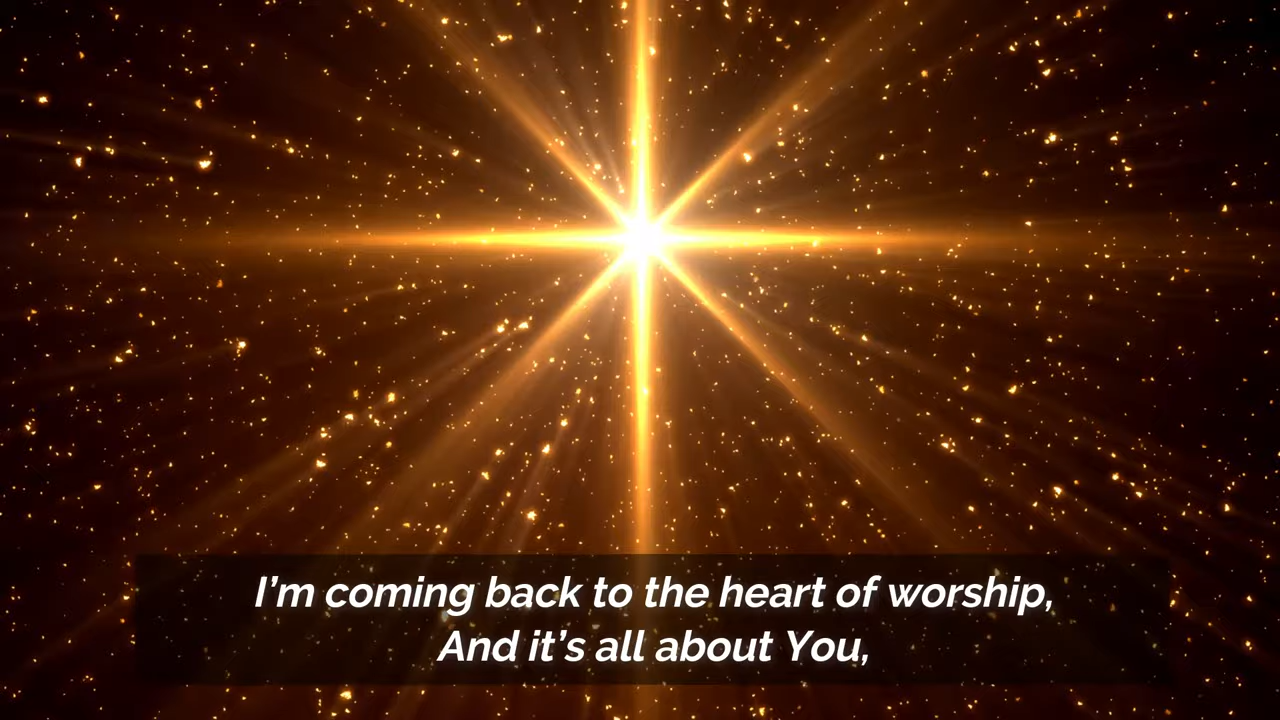 I’m coming back to the heart of worship,
And it’s all about You,